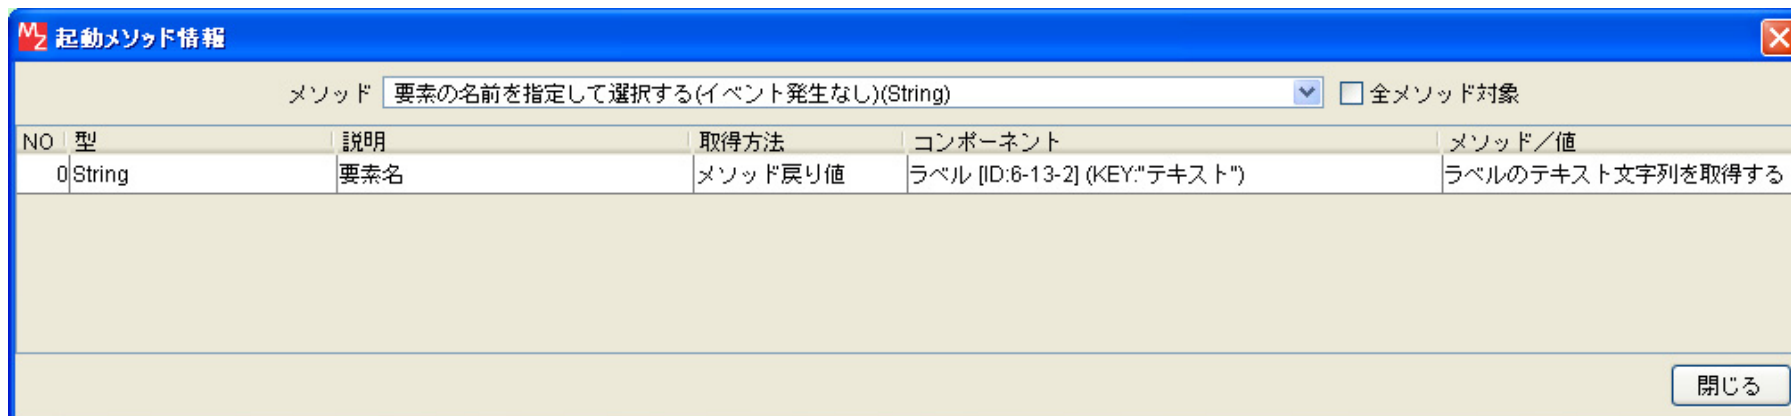 MZ 起動メソッド情報
メソッド 要素の名前を指定して選択する(イベント発生なし)(String) 全メソッド対象
NO 型 説明 取得方法 コンポーネント メソッド／値
0 String 要素名 メソッド戻り値 ラベル [ID:6-13-2] (KEY:"テキスト") ラベルのテキスト文字列を取得する
閉じる